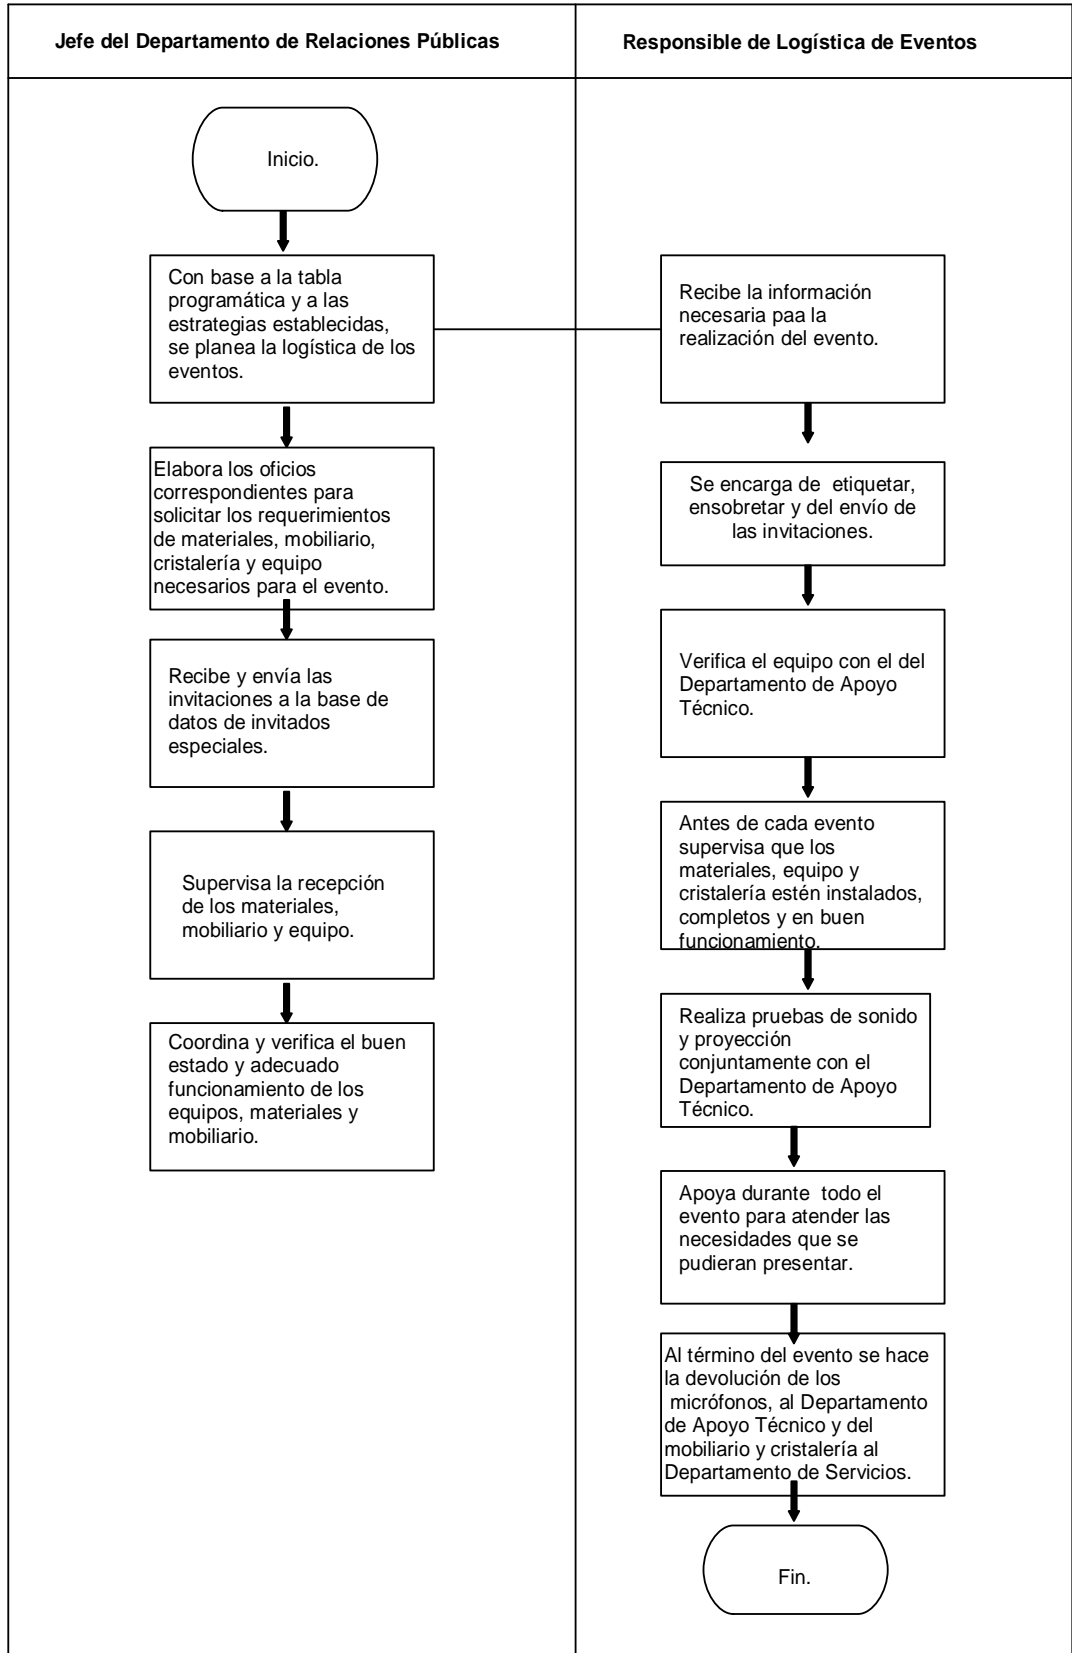 Jefe del Departamento de Relaciones Públicas
Responsible de Logística de Eventos
Inicio.
Con base a la tabla
programática y a las
estrategias establecidas,
se planea la logística de los
eventos.
Elabora los oficios
correspondientes para
solicitar los requerimientos
de materiales, mobiliario,
cristalería y equipo
necesarios para el evento.
Recibe y envía las
invitaciones a la base de
datos de invitados
especiales.
Supervisa la recepción
de los materiales,
mobiliario y equipo.
Coordina y verifica el buen
estado y adecuado
funcionamiento de los
equipos, materiales y
mobiliario.
Recibe la información
necesaria paa la
realización del evento.
Se encarga de  etiquetar,
ensobretar y del envío de
las invitaciones.
Verifica el equipo con el del
Departamento de Apoyo
Técnico.
Antes de cada evento
supervisa que los
materiales, equipo y
cristalería estén instalados,
completos y en buen
funcionamiento.
Realiza pruebas de sonido
y proyección
conjuntamente con el
Departamento de Apoyo
Técnico.
Apoya durante  todo el
evento para atender las
necesidades que se
pudieran presentar.
Al término del evento se hace
la devolución de los
micrófonos, al Departamento
de Apoyo Técnico y del
mobiliario y cristalería al
Departamento de Servicios.
Fin.